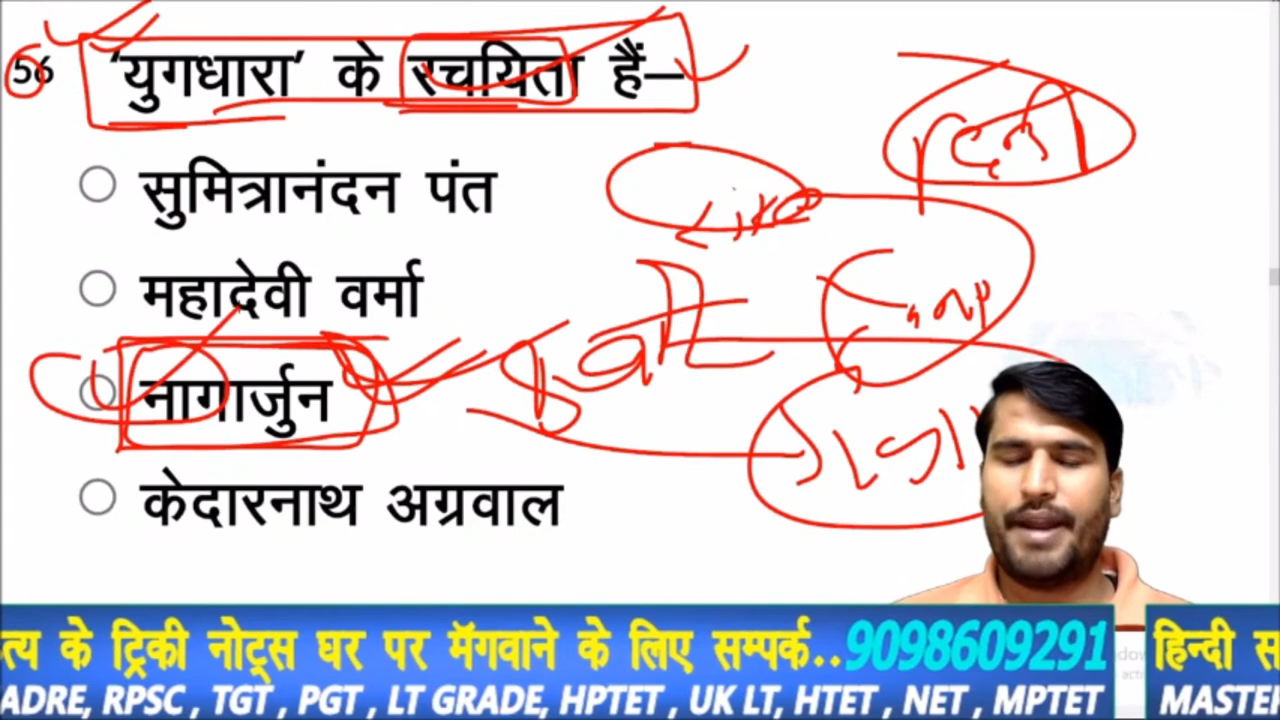 56 'युगधारा' के रचयिता हैं–
सुमित्रानंदन पंत
महादेवी वर्मा
नागार्जुन
केदारनाथ अग्रवाल
त्य के ट्रिकी नोट्स घर पर मॅगवाने के लिए सम्पर्क..9098609291
हिन्दी स
ADRE, RPSC , TGT , PGT , LT GRADE, HPTET , UK LT, HTET , NET , MPTET
MASTER